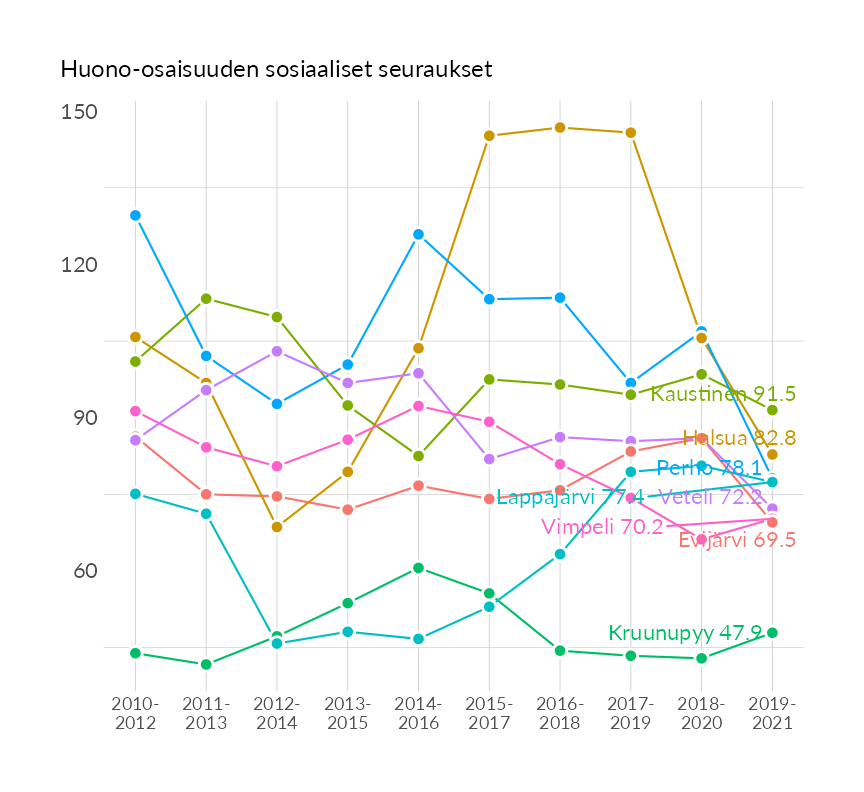 Huono-osaisuuden sosiaaliset seuraukset
150
120
90
60
Kaustinen 91.5
Halsua 82.8
Perho 78.1
Lappajärvi 77.4
Veteli 72.2
Vimpeli 70.2
Evijärvi 69.5
Kruunupyy 47.9
2010-
2012
2011-
2013
2012-
2014
2013-
2015
2014-
2016
2015-
2017
2016-
2018
2017-
2019
2018-
2020
2019-
2021